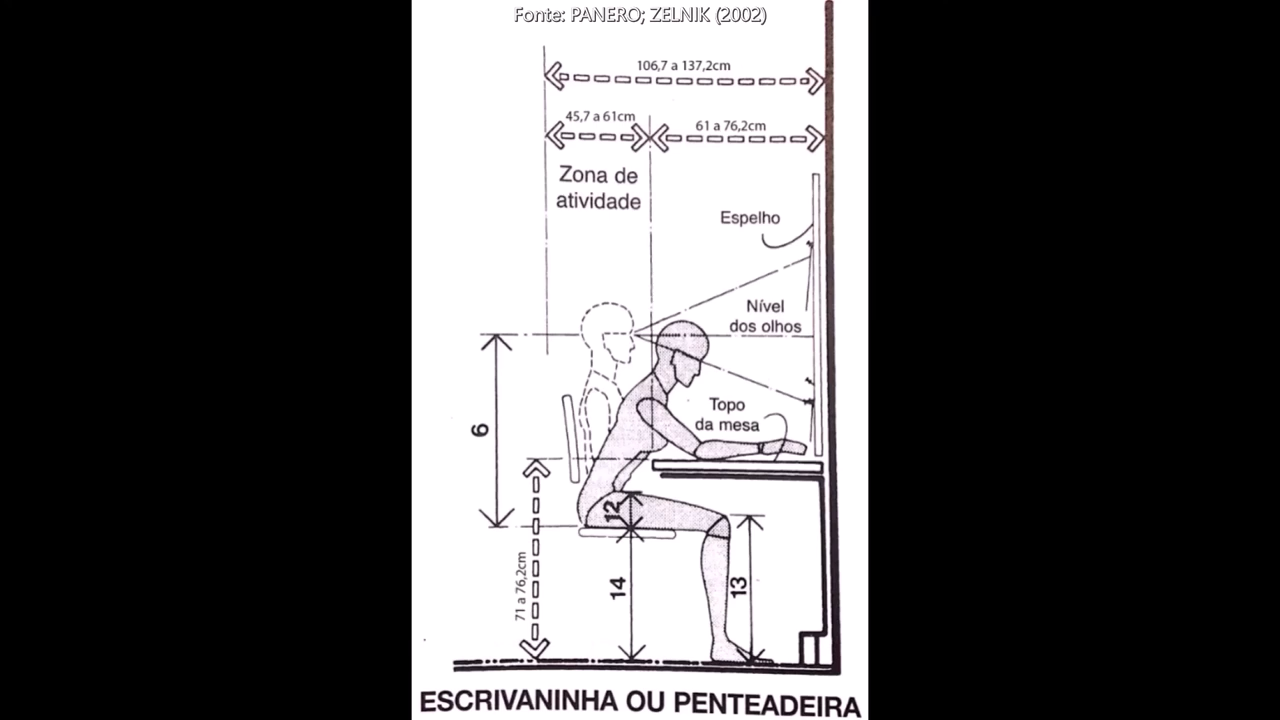 Fonte: PANERO; ZELNIK (2002)
106,7 a 137,2cm
45,7 a 61cm
61 a 76,2cm
Zona de
atividade
Espelho
Nível
dos olhos
Topo
da mesa
6
12
71 a 76,2cm
14
13
ESCRIVANINHA OU PENTEADEIRA